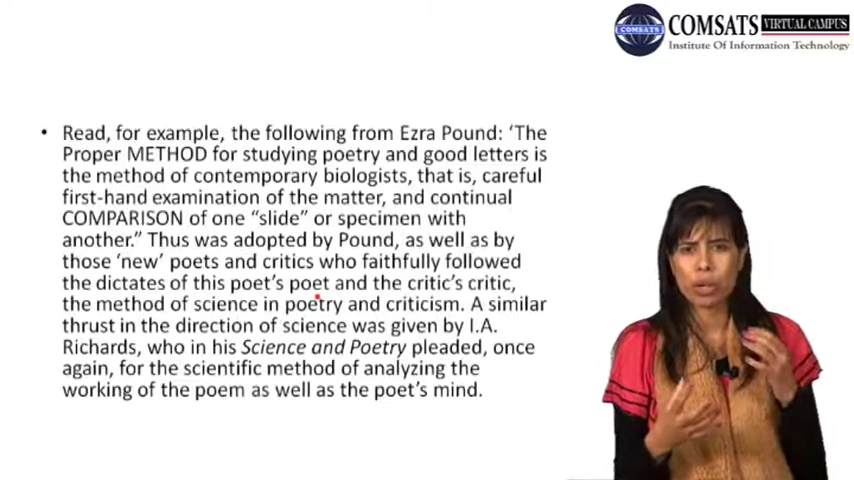 COMSATS VIRTUAL CAMPUS
Institute Of Information Technology
COMSATS
• Read, for example, the following from Ezra Pound: ‘The
Proper METHOD for studying poetry and good letters is
the method of contemporary biologists, that is, careful
first-hand examination of the matter, and continual
COMPARISON of one “slide” or specimen with
another.” Thus was adopted by Pound, as well as by
those ‘new’ poets and critics who faithfully followed
the dictates of this poet’s poet and the critic’s critic,
the method of science in poetry and criticism. A similar
thrust in the direction of science was given by I.A.
Richards, who in his Science and Poetry pleaded, once
again, for the scientific method of analyzing the
working of the poem as well as the poet’s mind.